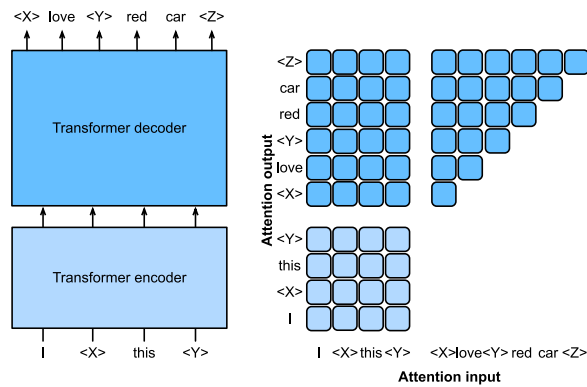 <X> love <Y> red car <Z>
Transformer decoder
Transformer encoder
I <X> this <Y>
Attention output
<Z>
car
red
<Y>
love
<X>
<Y>
this
<X>
I
I <X> this <Y> <X> love <Y> red car <Z>
Attention input